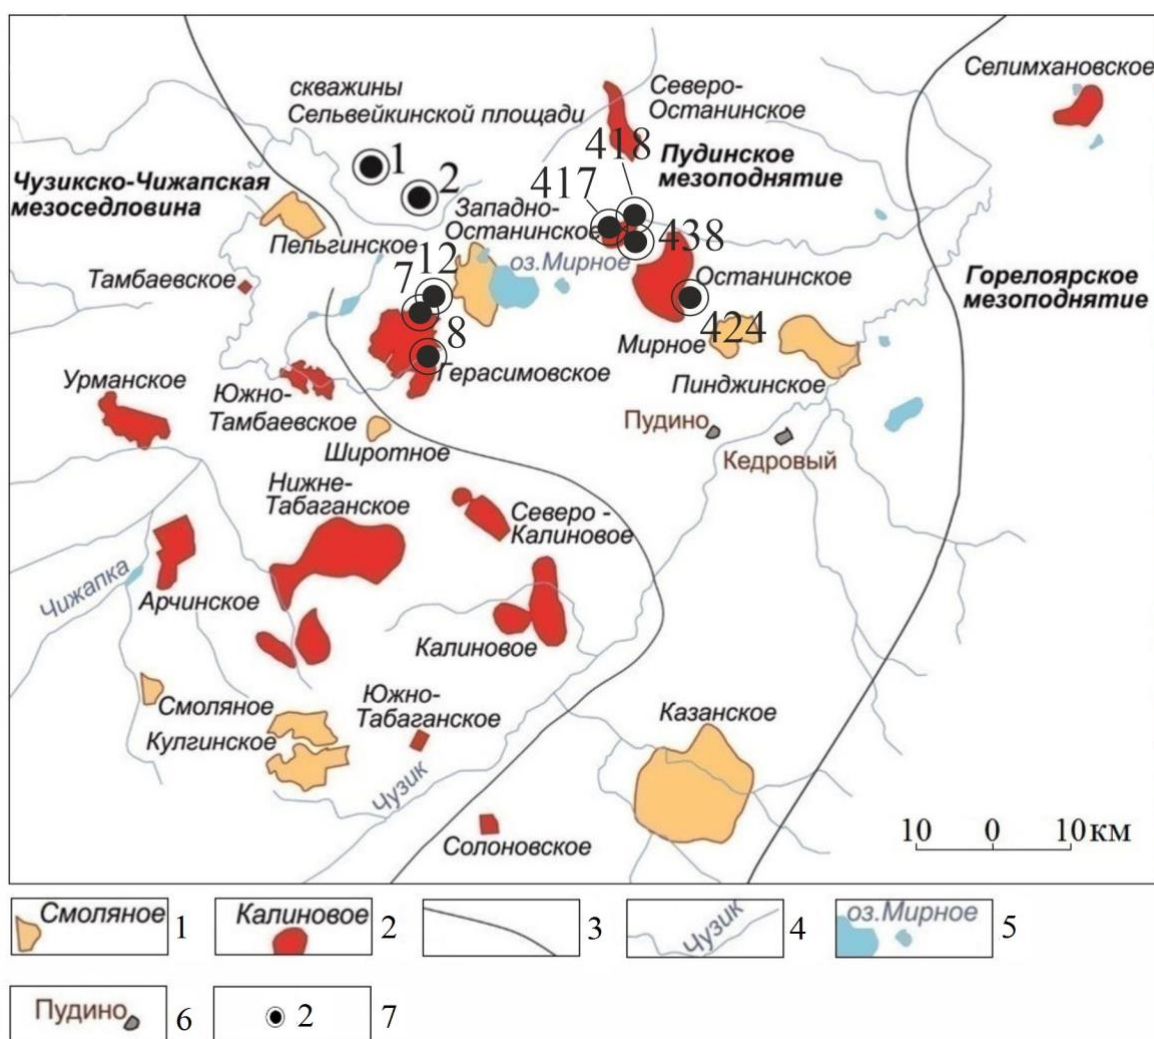 Селимхановское
скважины
Сельвейкинской площади
Северо-
Останинское
418
Пудинское
мезоподнятие
1
2
417
Чузикско-Чижапская
мезоседловина
Западно-
Останинское
438
Пельгинское
оз.Мирное
Тамбаевское
7
12
Останинское
Горелоярское
мезоподнятие
8
424
Мирное
Герасимовское
Пинджинское
Урманское
Южно-
Тамбаевское
Пудино
Широтное
Кедровый
Нижне-
Табаганское
Северо -
Калиновое
Чижапка
Арчинское
Калиновое
Смоляное
Южно-
Табаганское
Казанское
Кулгинское
Чузик
Солоновское
10 0 10 км
Смоляное 1
Калиновое 2
3
Чузик 4
оз.Мирное 5
Пудино 6
2 7